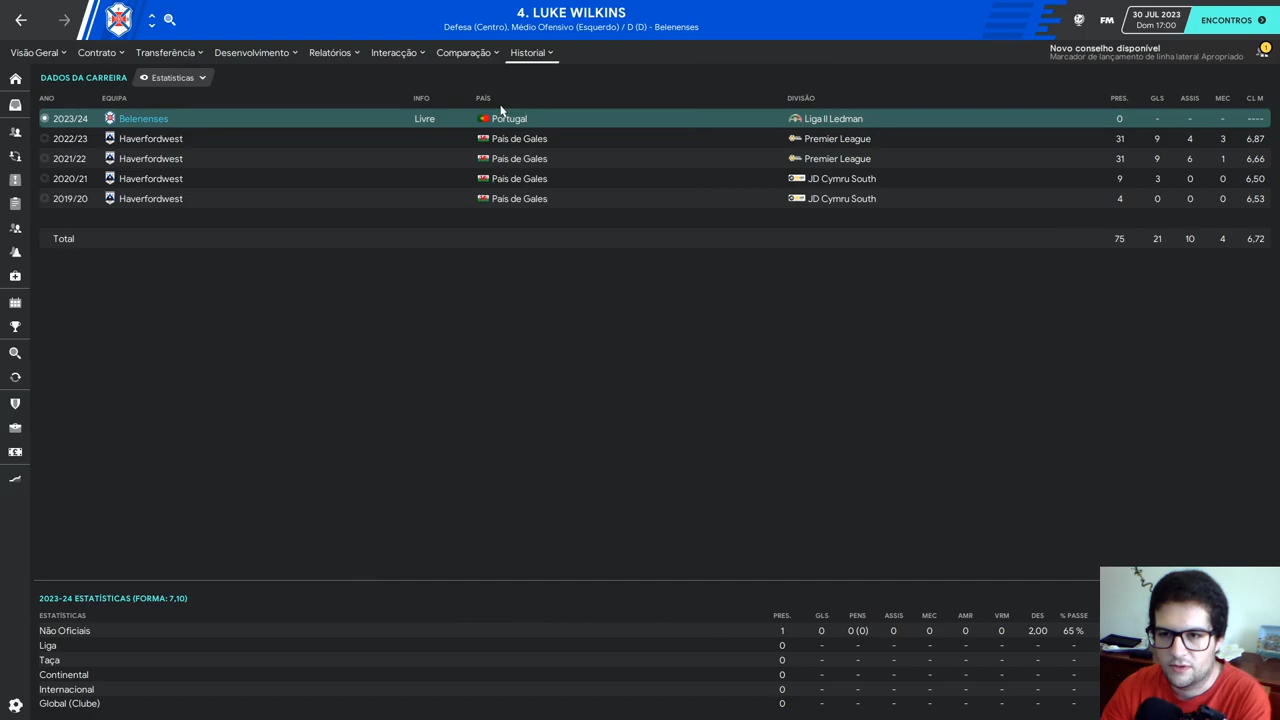 4. LUKE WILKINS
Defesa (Centro), Médio Ofensivo (Esquerdo) / D (D) - Belenenses
FM
30 JUL 2023
Dom 17:00
ENCONTROS
Visão Geral Contrato Transferência Desenvolvimento Relatórios Interacção Comparação Historial
Novo conselho disponível
Marcador de lançamento de linha lateral Apropriado
1
DADOS DA CARREIRA Estatísticas
ANO EQUIPA INFO PAÍS DIVISÃO PRES. GLS ASSIS MEC CL M
2023/24 Belenenses Livre Portugal Liga II Ledman 0 - - - ----
2022/23 Haverfordwest País de Gales Premier League 31 9 4 3 6,87
2021/22 Haverfordwest País de Gales Premier League 31 9 6 1 6,66
2020/21 Haverfordwest País de Gales JD Cymru South 9 3 0 0 6,50
2019/20 Haverfordwest País de Gales JD Cymru South 4 0 0 0 6,53
Total 75 21 10 4 6,72
2023-24 ESTATÍSTICAS (FORMA: 7,10)
ESTATÍSTICAS PRES. GLS PENS ASSIS MEC AMR VRM DES % PASSE
Não Oficiais 1 0 0 (0) 0 0 0 0 2,00 65 %
Liga 0 - - - - - - - -
Taça 0 - - - - - - - -
Continental 0 - - - - - - - -
Internacional 0 - - - - - - - -
Global (Clube) 0 - - - - - - - -